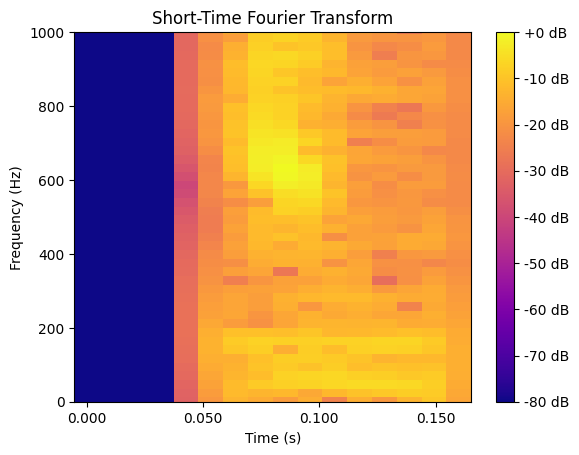 Short-Time Fourier Transform
1000
800
600
400
200
0
Frequency (Hz)
0.000
0.050
0.100
0.150
Time (s)
+0 dB
-10 dB
-20 dB
-30 dB
-40 dB
-50 dB
-60 dB
-70 dB
-80 dB